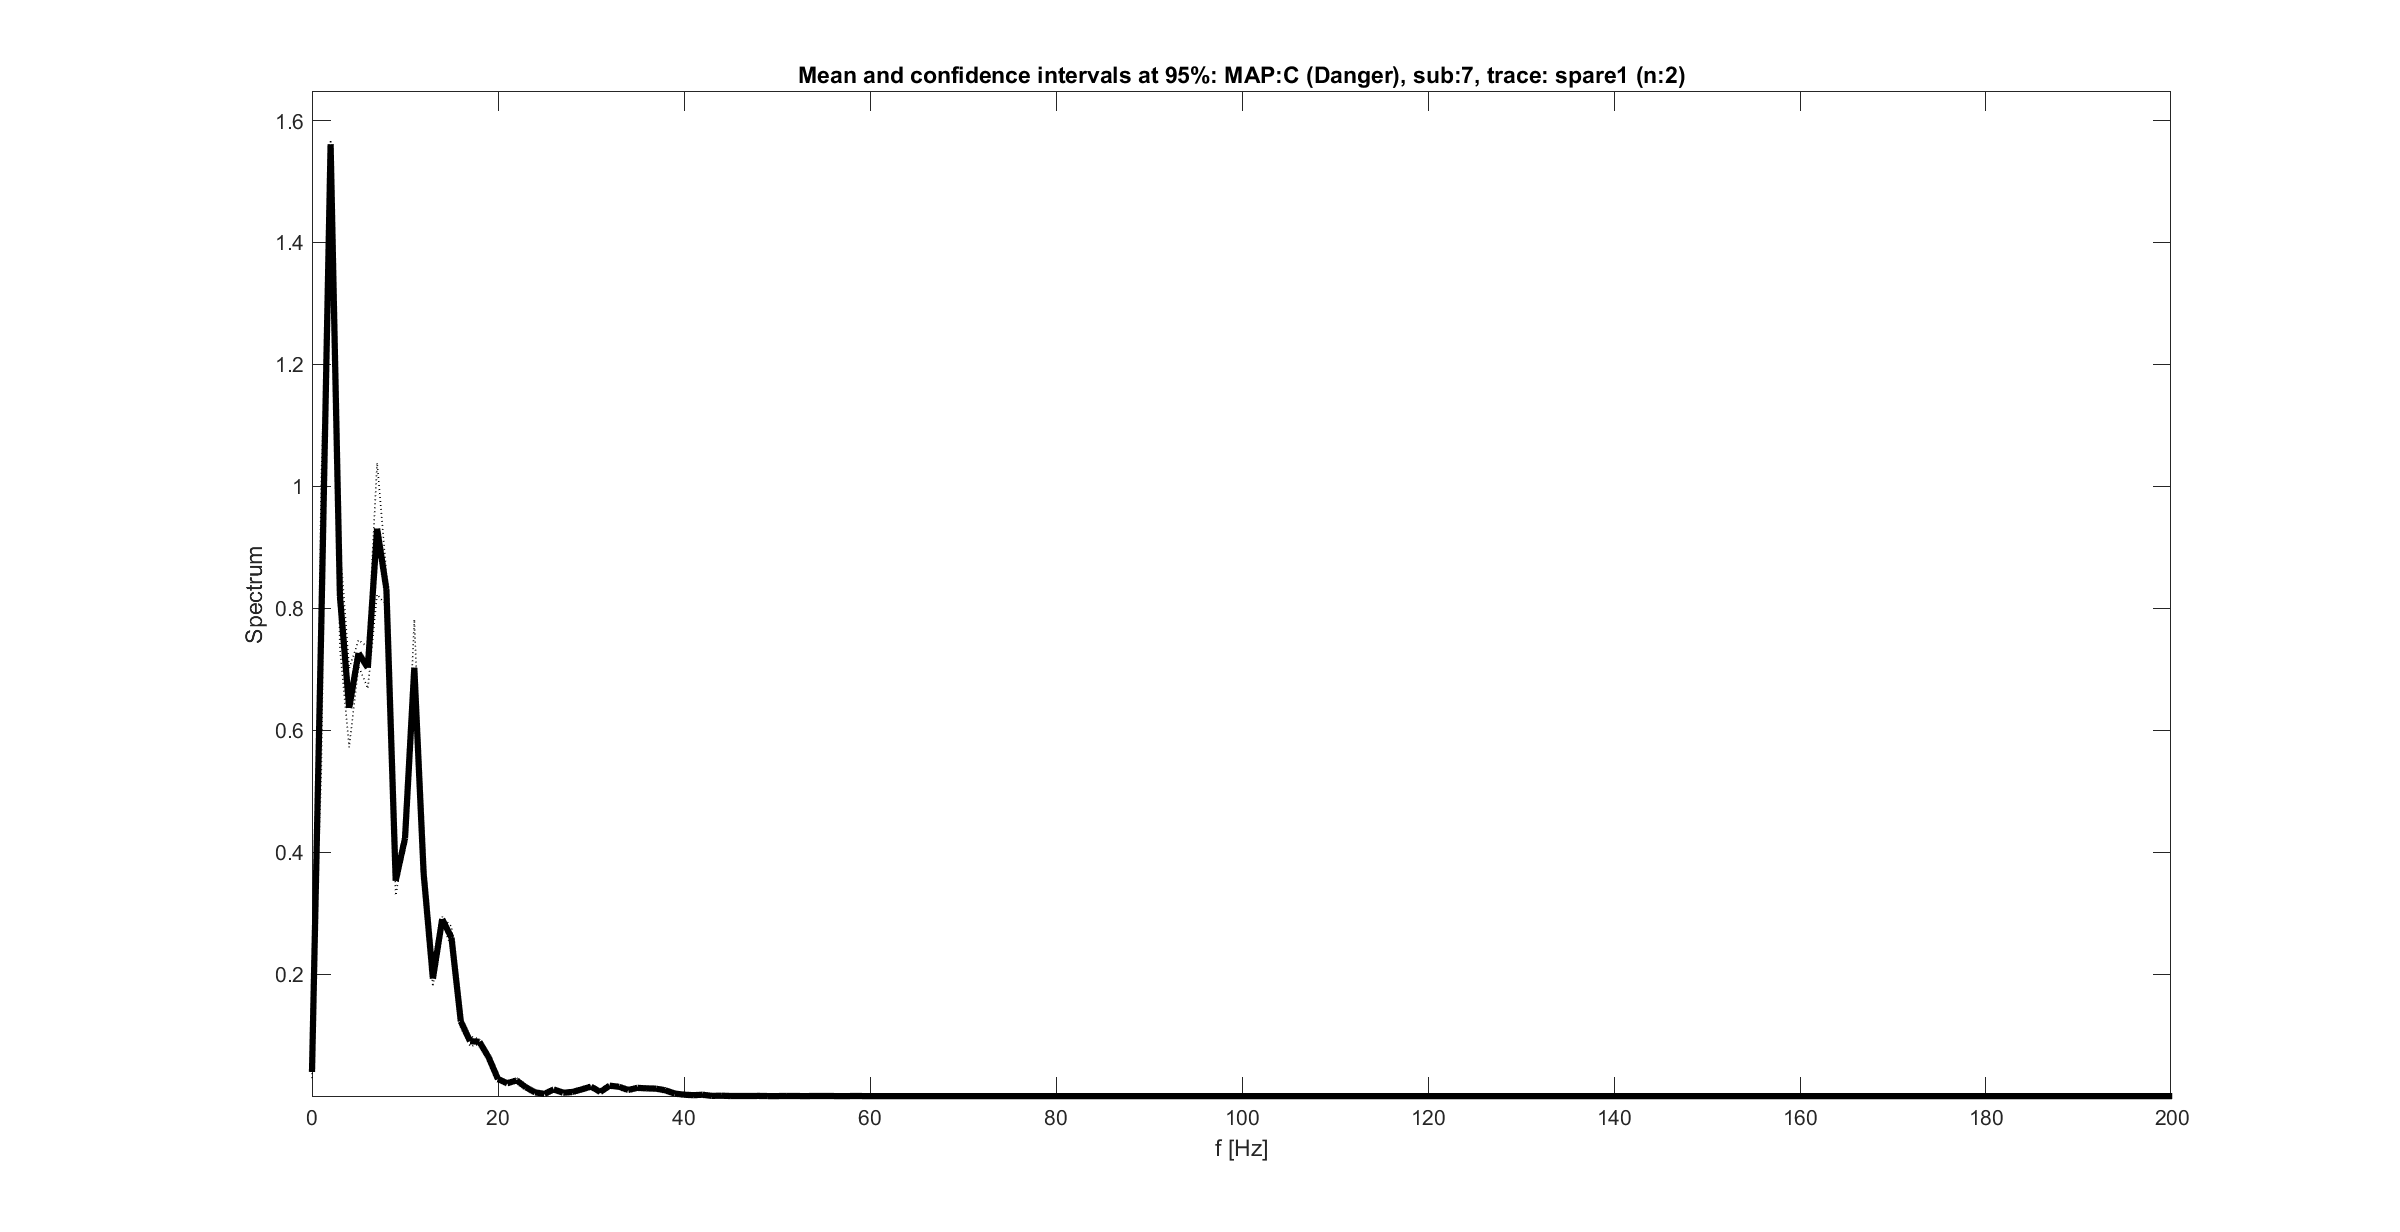 Mean and confidence intervals at 95%: MAP:C (Danger), sub:7, trace: spare1 (n:2)
1.6
1.4
1.2
1
0.8
0.6
0.4
0.2
Spectrum
0 20 40 60 80 100 120 140 160 180 200
f [Hz]